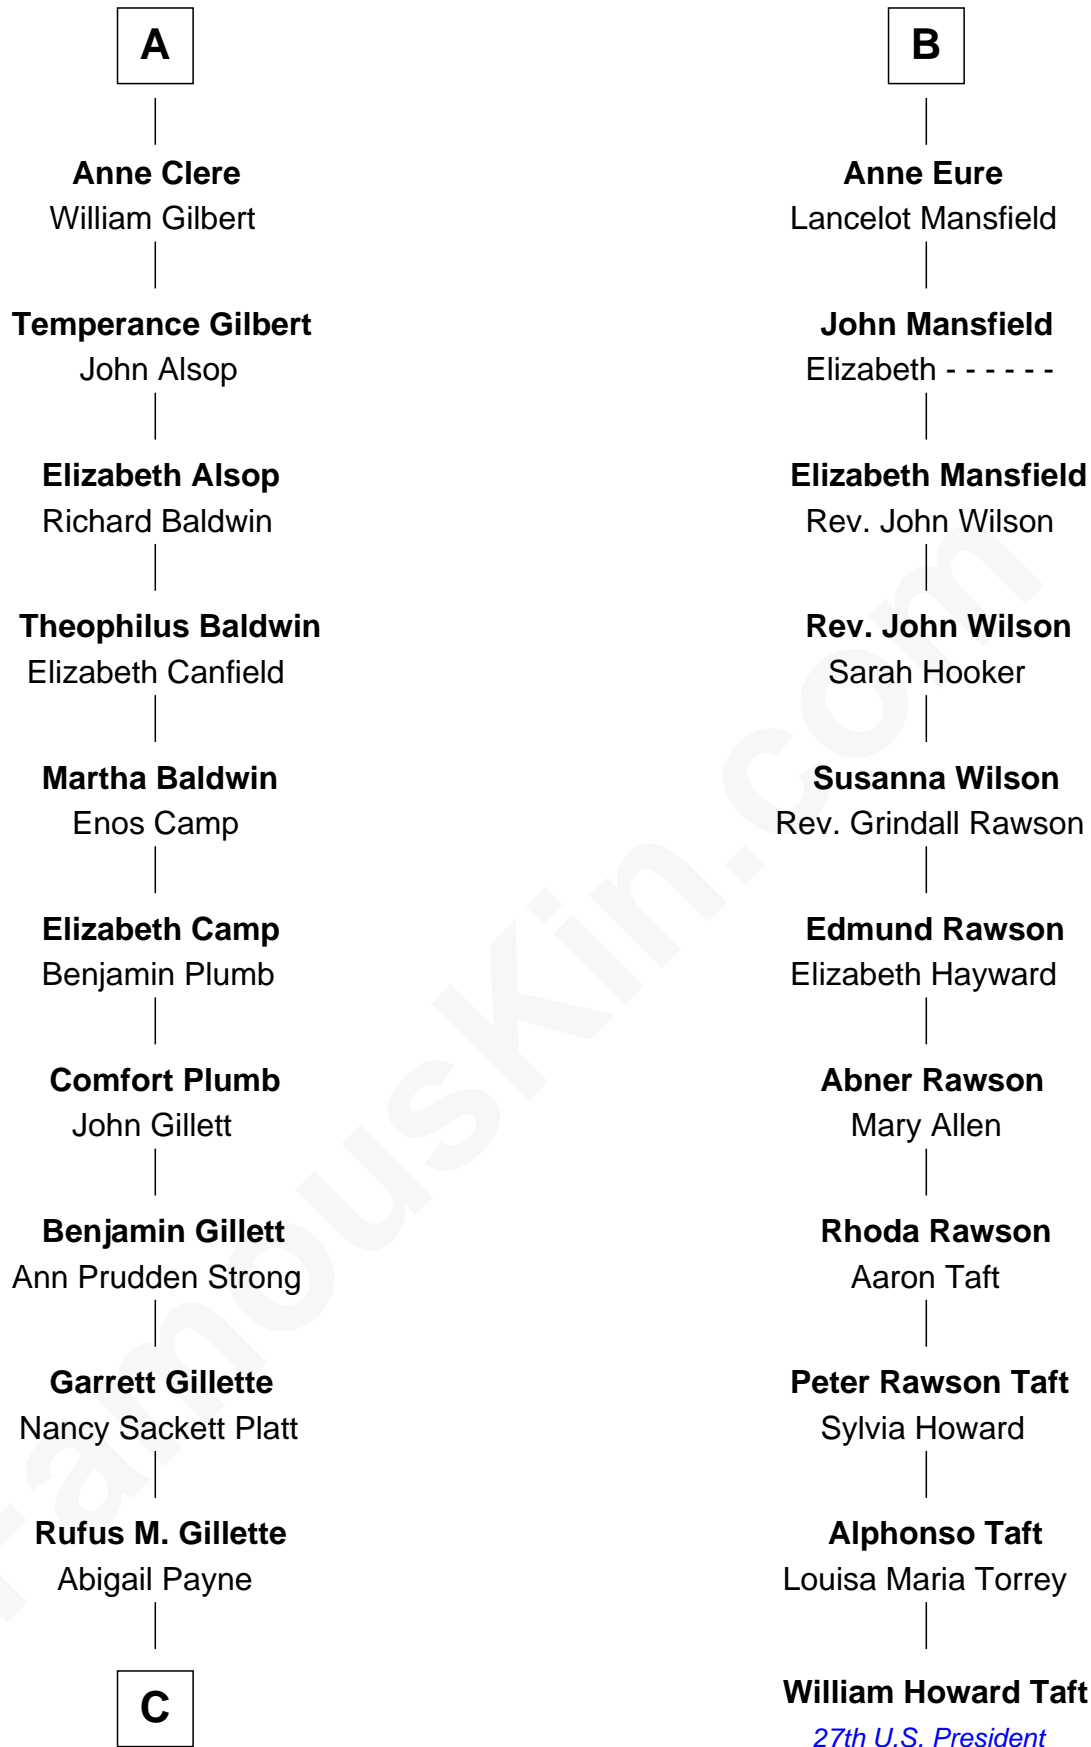 A
Anne Clere
William Gilbert
Temperance Gilbert
John Alsop
Elizabeth Alsop
Richard Baldwin
Theophilus Baldwin
Elizabeth Canfield
Martha Baldwin
Enos Camp
Elizabeth Camp
Benjamin Plumb
Comfort Plumb
John Gillett
Benjamin Gillett
Ann Prudden Strong
Garrett Gillette
Nancy Sackett Platt
Rufus M. Gillette
Abigail Payne
C
B
Anne Eure
Lancelot Mansfield
John Mansfield
Elizabeth - - - - - -
Elizabeth Mansfield
Rev. John Wilson
Rev. John Wilson
Sarah Hooker
Susanna Wilson
Rev. Grindall Rawson
Edmund Rawson
Elizabeth Hayward
Abner Rawson
Mary Allen
Rhoda Rawson
Aaron Taft
Peter Rawson Taft
Sylvia Howard
Alphonso Taft
Louisa Maria Torrey
William Howard Taft
27th U.S. President
FamousKin.com